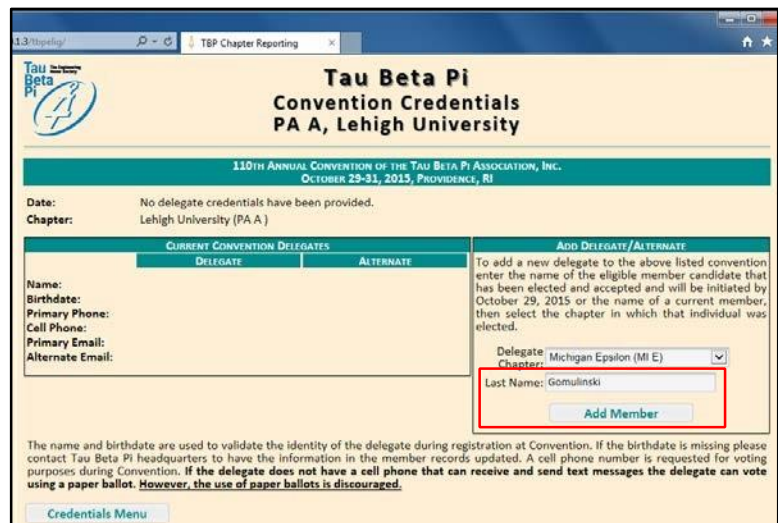 1.3/tbpelig/
TBP Chapter Reporting
Tau The Engineering
Beta Honor Society
Pi
Tau Beta Pi
Convention Credentials
PA A, Lehigh University
110TH ANNUAL CONVENTION OF THE TAU BETA PI ASSOCIATION, INC.
OCTOBER 29-31, 2015, PROVIDENCE, RI
Date: No delegate credentials have been provided.
Chapter: Lehigh University (PA A )
CURRENT CONVENTION DELEGATES
DELEGATE ALTERNATE
Name:
Birthdate:
Primary Phone:
Cell Phone:
Primary Email:
Alternate Email:
ADD DELEGATE/ALTERNATE
To add a new delegate to the above listed convention
enter the name of the eligible member candidate that
has been elected and accepted and will be initiated by
October 29, 2015 or the name of a current member,
then select the chapter in which that individual was
elected.
Delegate Chapter: Michigan Epsilon (MI E)
Last Name: Gomulinski
Add Member
The name and birthdate are used to validate the identity of the delegate during registration at Convention. If the birthdate is missing please
contact Tau Beta Pi headquarters to have the information in the member records updated. A cell phone number is requested for voting
purposes during Convention. If the delegate does not have a cell phone that can receive and send text messages the delegate can vote
using a paper ballot. However, the use of paper ballots is discouraged.
Credentials Menu